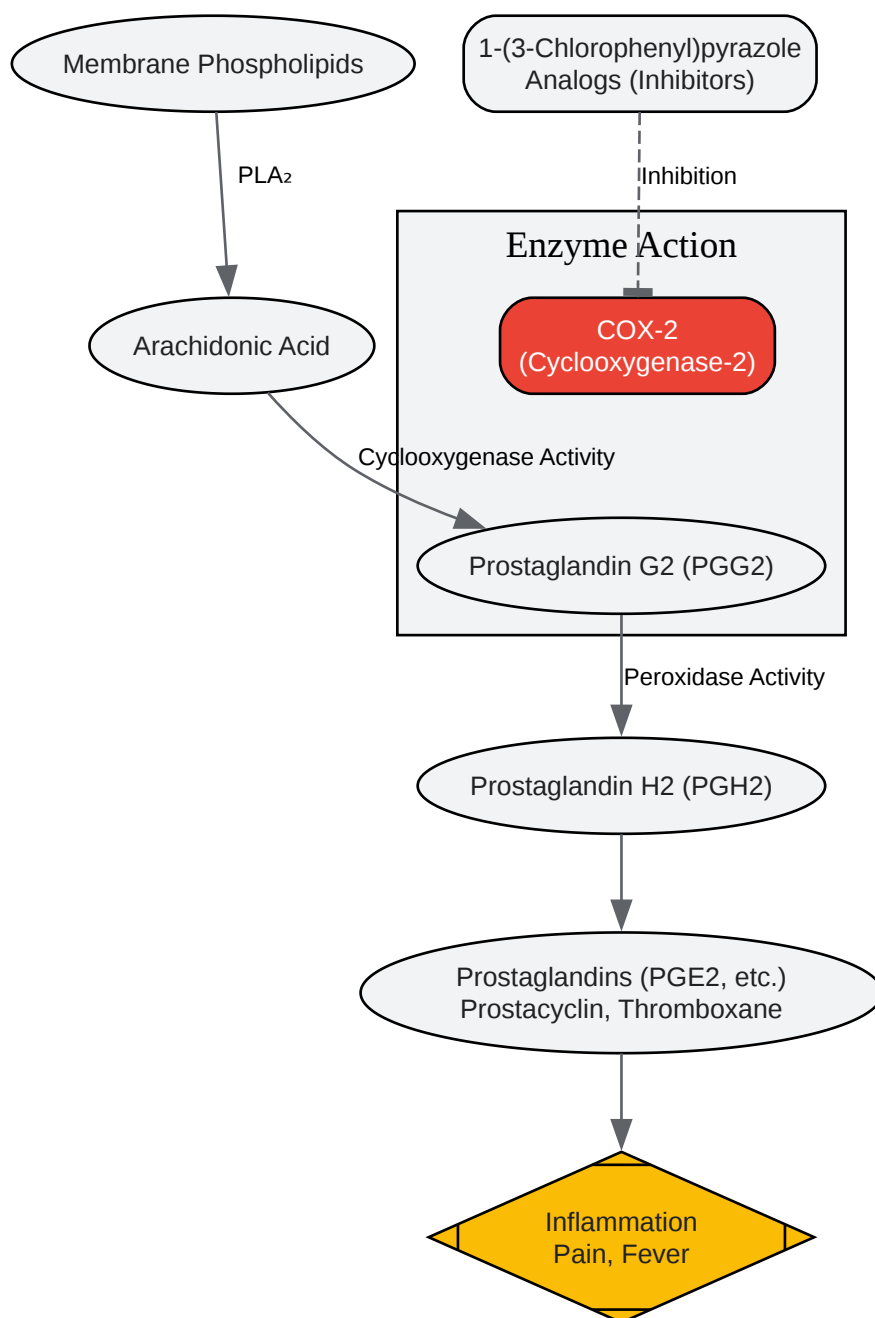 Membrane Phospholipids
1-(3-Chlorophenyl)pyrazole
Analogs (Inhibitors)
PLA₂
Inhibition
Enzyme Action
Arachidonic Acid
COX-2
(Cyclooxygenase-2)
Cyclooxygenase Activity
Prostaglandin G2 (PGG2)
Peroxidase Activity
Prostaglandin H2 (PGH2)
Prostaglandins (PGE2, etc.)
Prostacyclin, Thromboxane
Inflammation
Pain, Fever